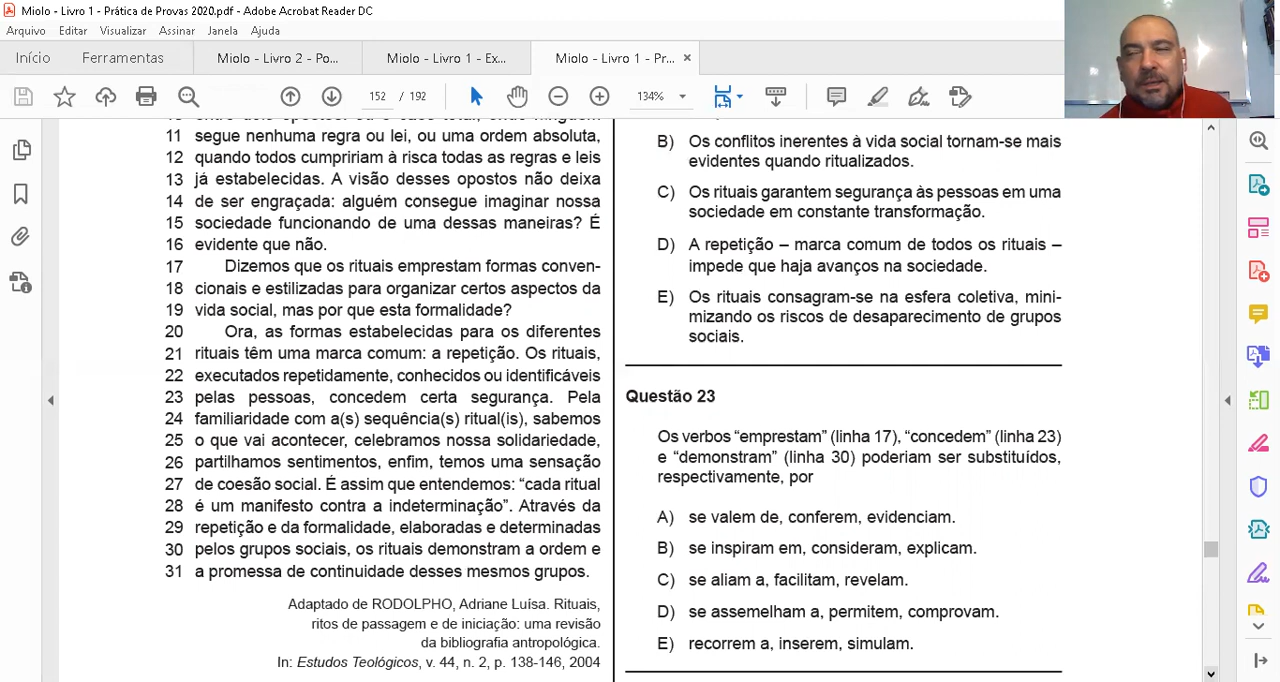 Miolo - Livro 1 - Prática de Provas 2020.pdf - Adobe Acrobat Reader DC
Arquivo Editar Visualizar Assinar Janela Ajuda
Início Ferramentas Miolo - Livro 2 - Po... Miolo - Livro 1 - Ex... Miolo - Livro 1 - Pr... ×
152 / 192 134%
11 segue nenhuma regra ou lei, ou uma ordem absoluta,
12 quando todos cumpririam à risca todas as regras e leis
13 já estabelecidas. A visão desses opostos não deixa
14 de ser engraçada: alguém consegue imaginar nossa
15 sociedade funcionando de uma dessas maneiras? É
16 evidente que não.
17 Dizemos que os rituais emprestam formas conven-
18 cionais e estilizadas para organizar certos aspectos da
19 vida social, mas por que esta formalidade?
20 Ora, as formas estabelecidas para os diferentes
21 rituais têm uma marca comum: a repetição. Os rituais,
22 executados repetidamente, conhecidos ou identificáveis
23 pelas pessoas, concedem certa segurança. Pela
24 familiaridade com a(s) sequência(s) ritual(is), sabemos
25 o que vai acontecer, celebramos nossa solidariedade,
26 partilhamos sentimentos, enfim, temos uma sensação
27 de coesão social. É assim que entendemos: “cada ritual
28 é um manifesto contra a indeterminação”. Através da
29 repetição e da formalidade, elaboradas e determinadas
30 pelos grupos sociais, os rituais demonstram a ordem e
31 a promessa de continuidade desses mesmos grupos.
Adaptado de RODOLPHO, Adriane Luísa. Rituais,
ritos de passagem e de iniciação: uma revisão
da bibliografia antropológica.
In: Estudos Teológicos, v. 44, n. 2, p. 138-146, 2004
B) Os conflitos inerentes à vida social tornam-se mais
evidentes quando ritualizados.
C) Os rituais garantem segurança às pessoas em uma
sociedade em constante transformação.
D) A repetição – marca comum de todos os rituais –
impede que haja avanços na sociedade.
E) Os rituais consagram-se na esfera coletiva, mini-
mizando os riscos de desaparecimento de grupos
sociais.
Questão 23
Os verbos “emprestam” (linha 17), “concedem” (linha 23)
e “demonstram” (linha 30) poderiam ser substituídos,
respectivamente, por
A) se valem de, conferem, evidenciam.
B) se inspiram em, consideram, explicam.
C) se aliam a, facilitam, revelam.
D) se assemelham a, permitem, comprovam.
E) recorrem a, inserem, simulam.